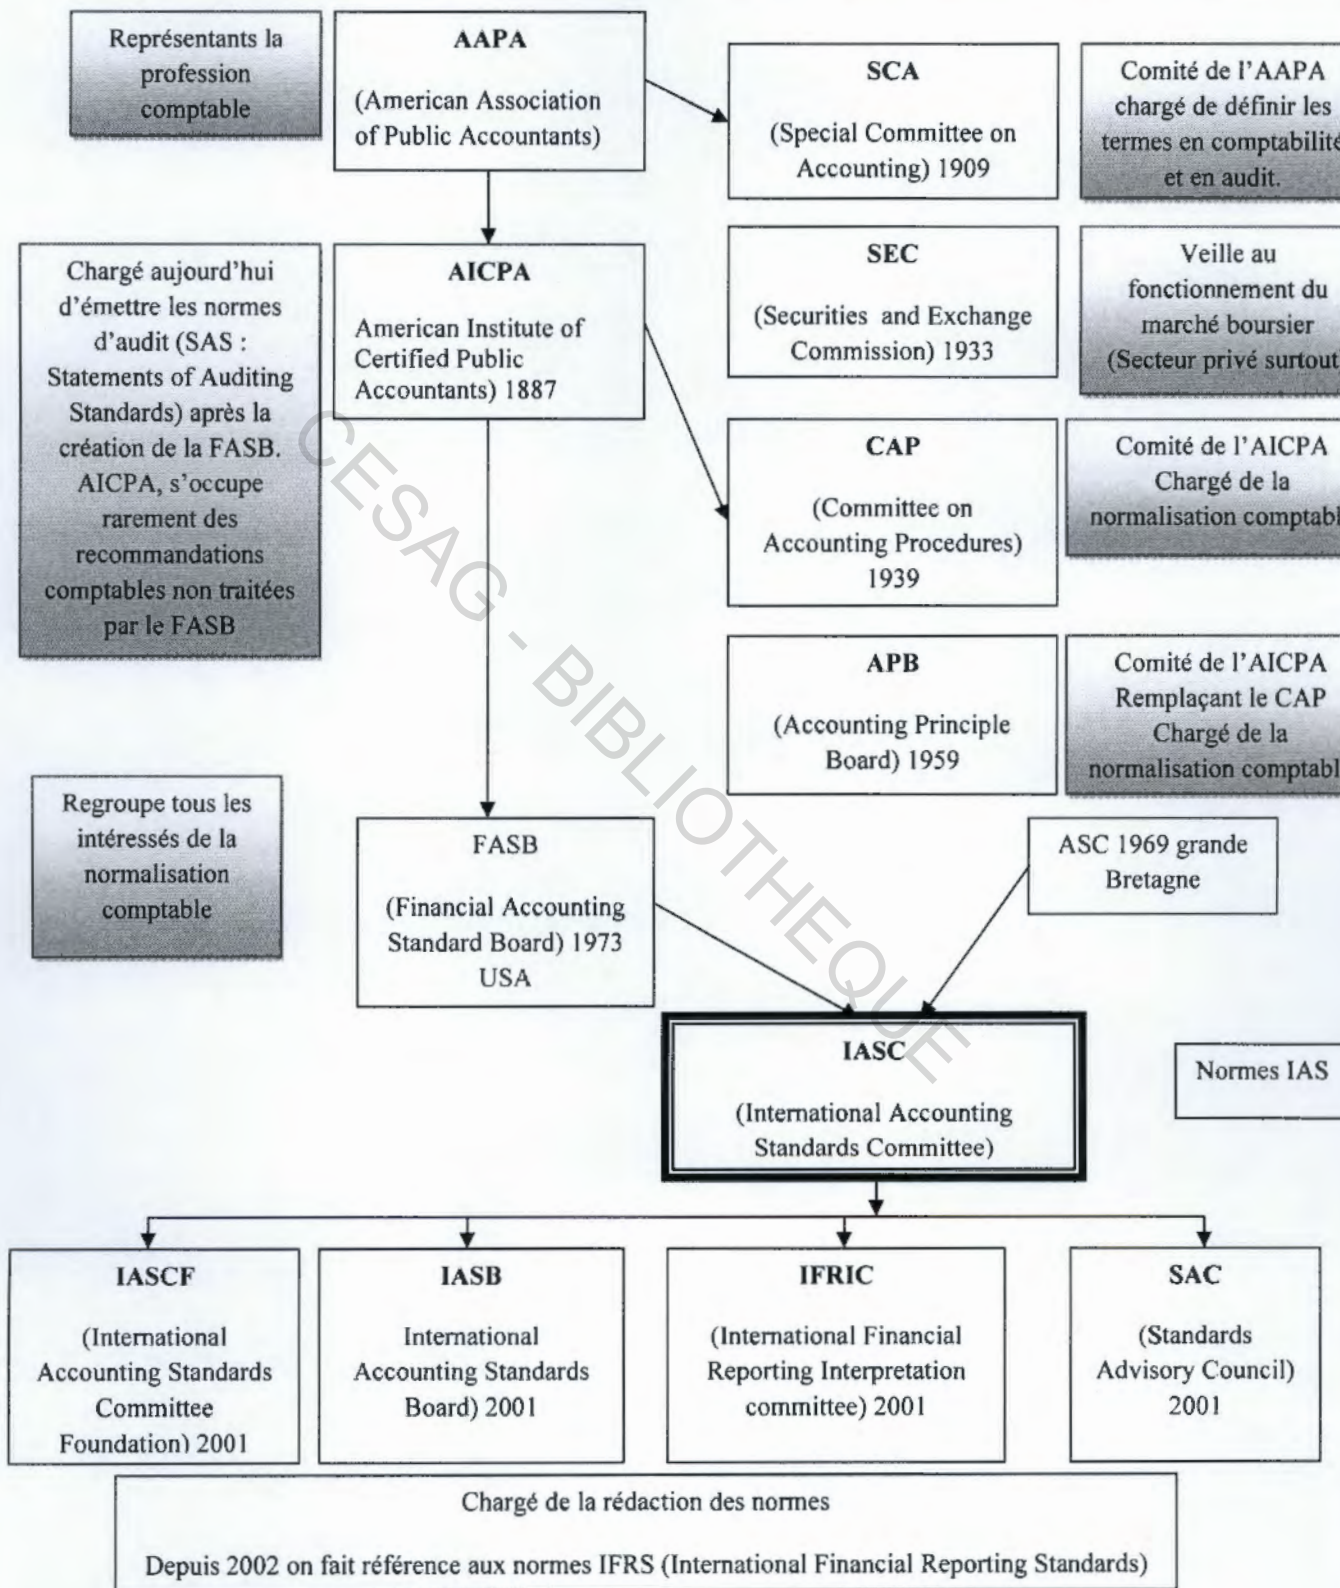 Représentants la
profession
comptable
AAPA
(American Association
of Public Accountants)
SCA
(Special Committee on
Accounting) 1909
Comité de l'AAPA
chargé de définir les
termes en comptabilité
et en audit.
Chargé aujourd'hui
d'émettre les normes
d'audit (SAS :
Statements of Auditing
Standards) après la
création de la FASB.
AICPA, s'occupe
rarement des
recommandations
comptables non traitées
par le FASB
AICPA
American Institute of
Certified Public
Accountants) 1887
SEC
(Securities and Exchange
Commission) 1933
Veille au
fonctionnement du
marché boursier
(Secteur privé surtout
CAP
(Committee on
Accounting Procedures)
1939
Comité de l'AICPA
Chargé de la
normalisation comptabl
APB
(Accounting Principle
Board) 1959
Comité de l'AICPA
Remplaçant le CAP
Chargé de la
normalisation comptabl
Regroupe tous les
intéressés de la
normalisation
comptable
FASB
(Financial Accounting
Standard Board) 1973
USA
ASC 1969 grande
Bretagne
IASC
(International Accounting
Standards Committee)
Normes IAS
IASCF
(International
Accounting Standards
Committee
Foundation) 2001
IASB
International
Accounting Standards
Board) 2001
IFRIC
(International Financial
Reporting Interpretation
committee) 2001
SAC
(Standards
Advisory Council)
2001
Chargé de la rédaction des normes
Depuis 2002 on fait référence aux normes IFRS (International Financial Reporting Standards)
CESAG - BIBLIOTHEQUE